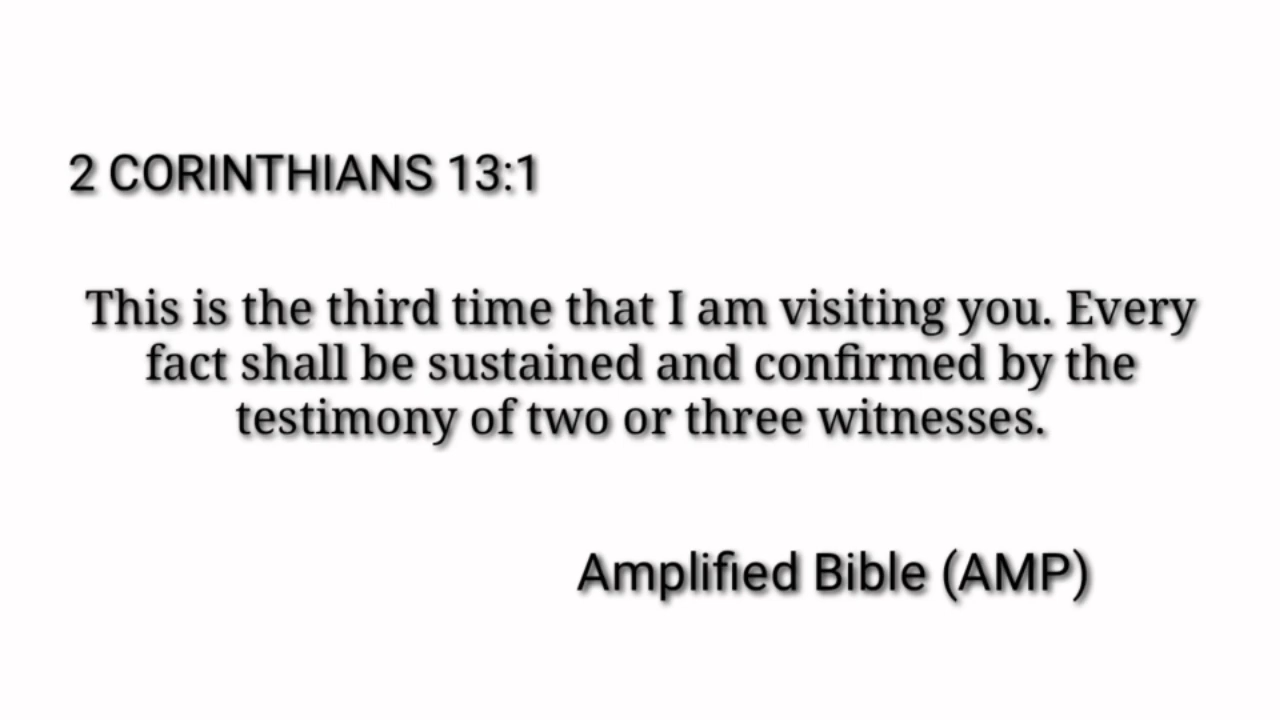 2 CORINTHIANS 13:1
This is the third time that I am visiting you. Every
fact shall be sustained and confirmed by the
testimony of two or three witnesses.
Amplified Bible (AMP)